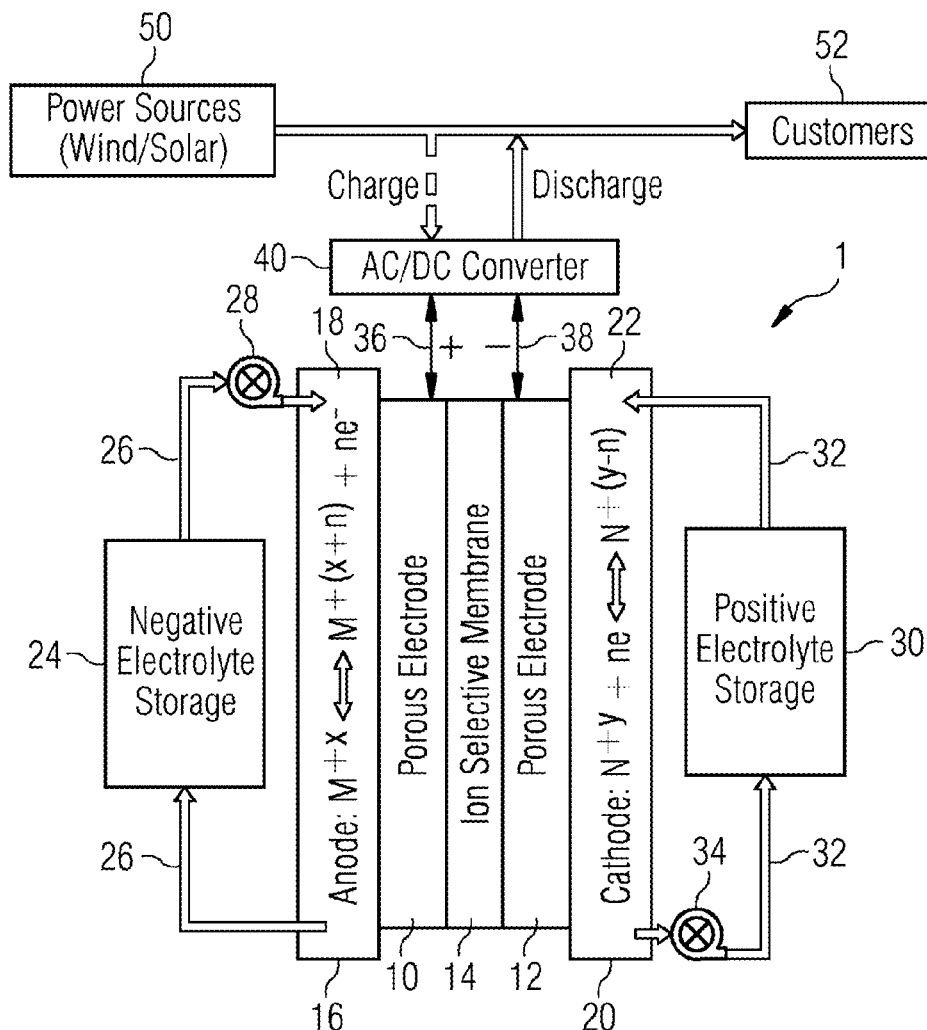 50
52
Power Sources
(Wind/Solar)
Customers
Charge
Discharge
40
AC/DC Converter
1
28
18
36
+
−
38
22
26
32
Negative
Electrolyte
Storage
24
Anode: M+x ⟺ M+(x+n) + ne-
Porous Electrode
Ion Selective Membrane
Porous Electrode
Cathode: N+y + ne ⟺ N+(y-n)
Positive
Electrolyte
Storage
30
26
34
32
10
14
12
16
20